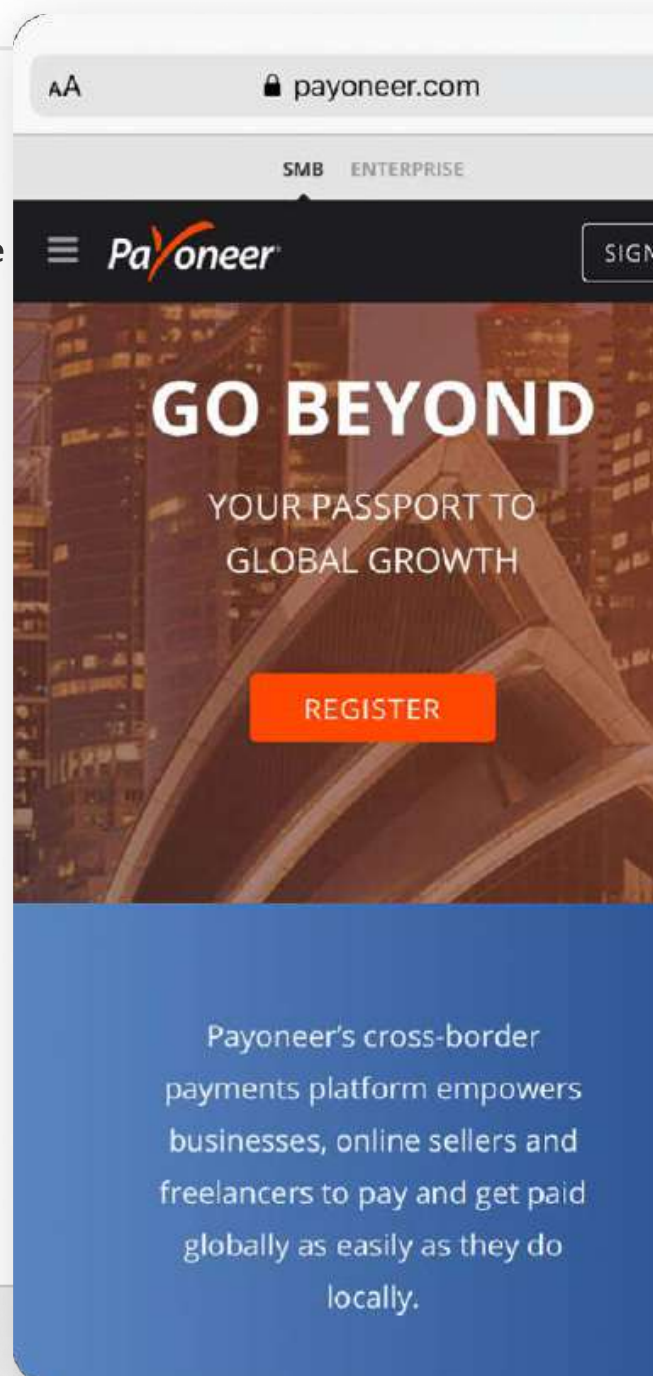 AA
payoneer.com
SMB ENTERPRISE
e
Payoneer
SIGN
GO BEYOND
YOUR PASSPORT TO
GLOBAL GROWTH
REGISTER
Payoneer's cross-border
payments platform empowers
businesses, online sellers and
freelancers to pay and get paid
globally as easily as they do
locally.